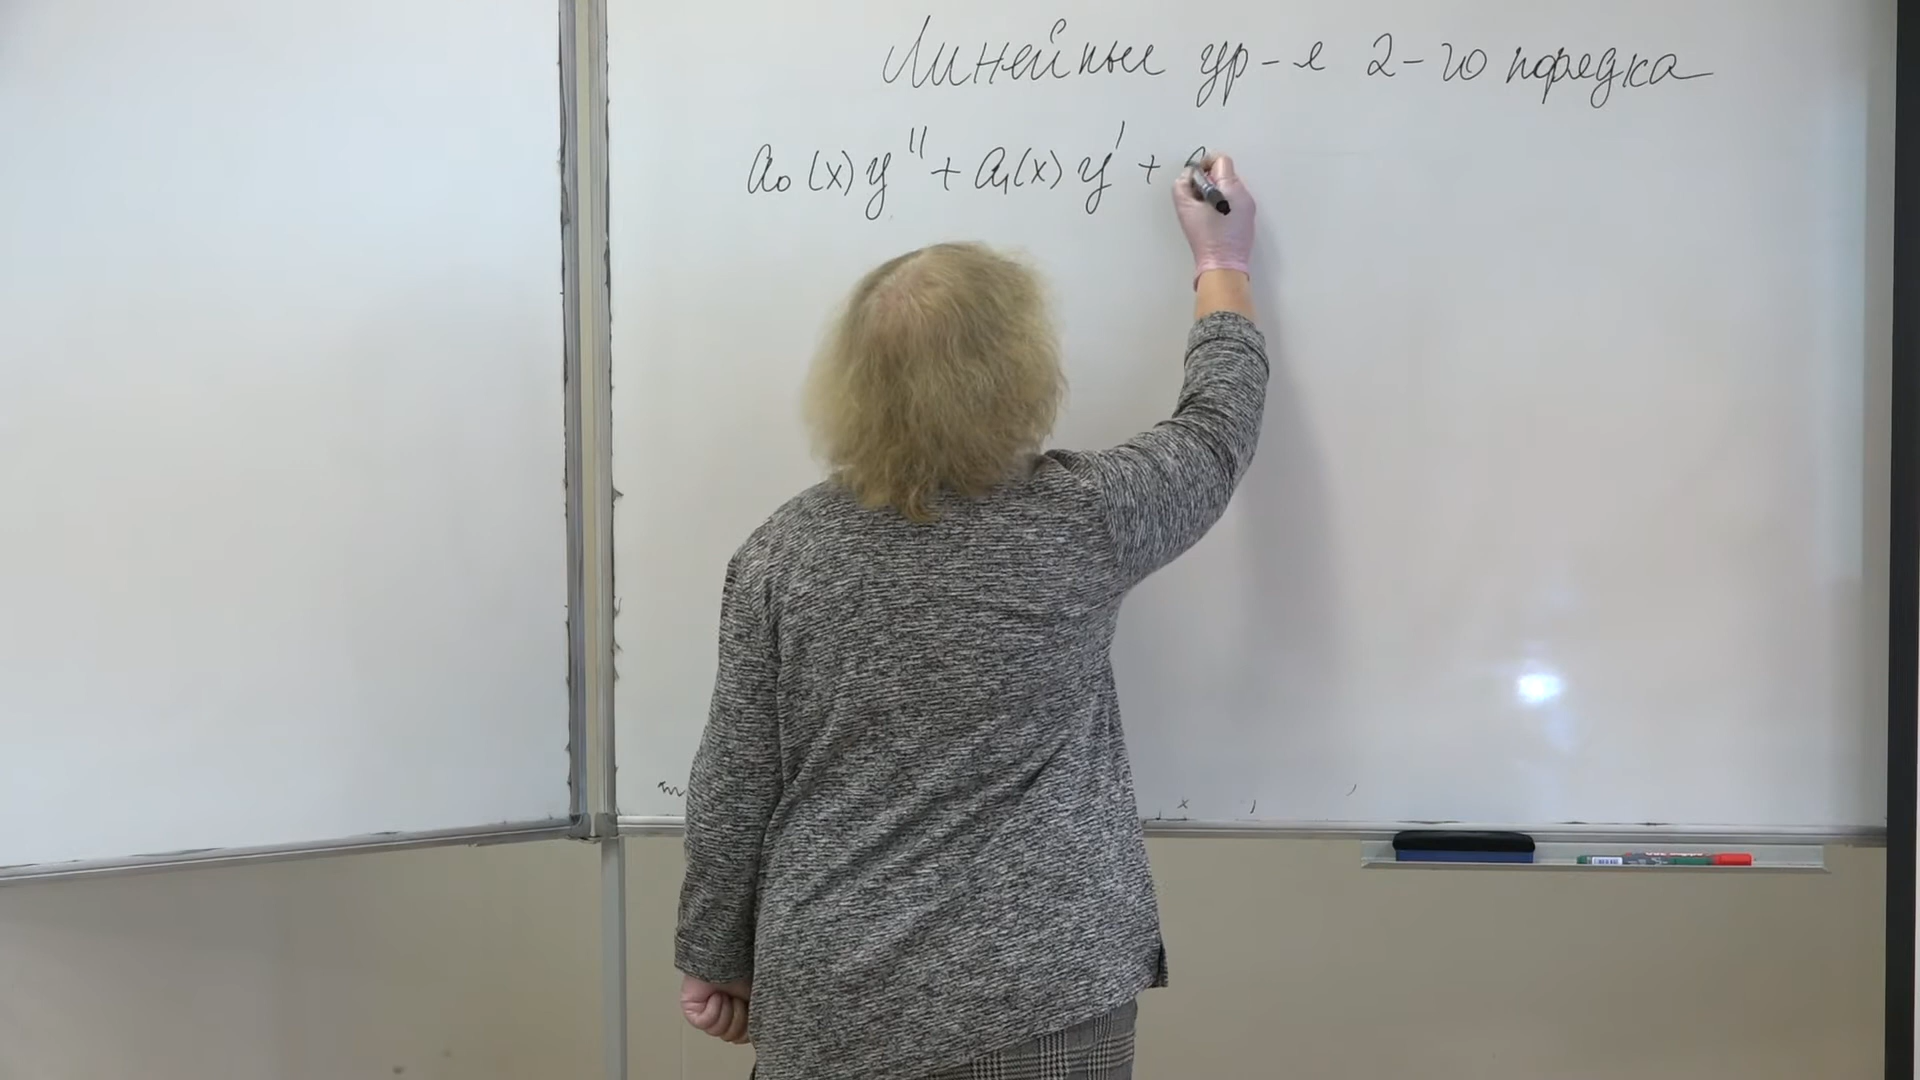 Линейные ур-я 2-го порядка
a₀(x)y'' + a₁(x)y' +